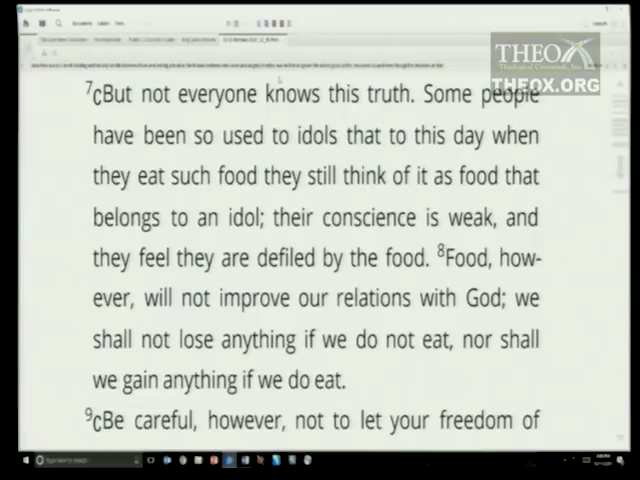 THEOX
THEOX.ORG
7cBut not everyone knows this truth. Some people
have been so used to idols that to this day when
they eat such food they still think of it as food that
belongs to an idol; their conscience is weak, and
they feel they are defiled by the food. 8Food, how-
ever, will not improve our relations with God; we
shall not lose anything if we do not eat, nor shall
we gain anything if we do eat.
9cBe careful, however, not to let your freedom of